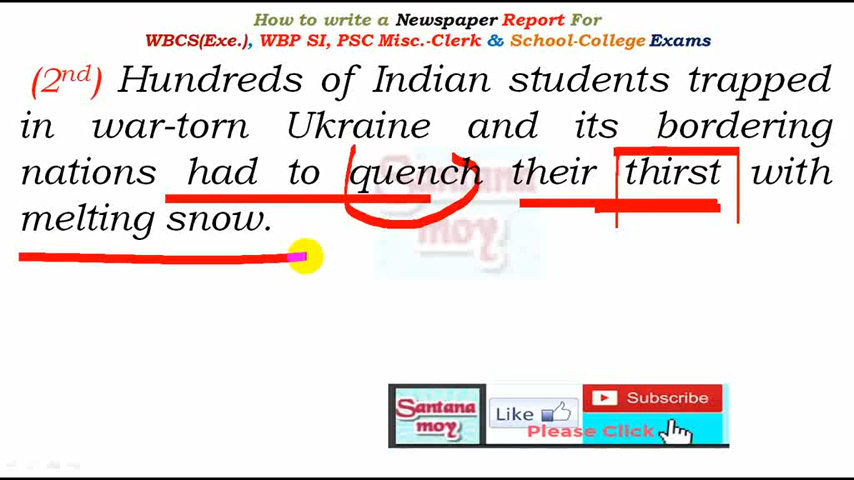 How to write a Newspaper Report For
WBCS(Exe.), WBP SI, PSC Misc.-Clerk & School-College Exams
(2nd) Hundreds of Indian students trapped
in war-torn Ukraine and its bordering
nations had to quench their thirst with
melting snow.
Santana
moy
Santana
moy
Like
Subscribe
Please Click